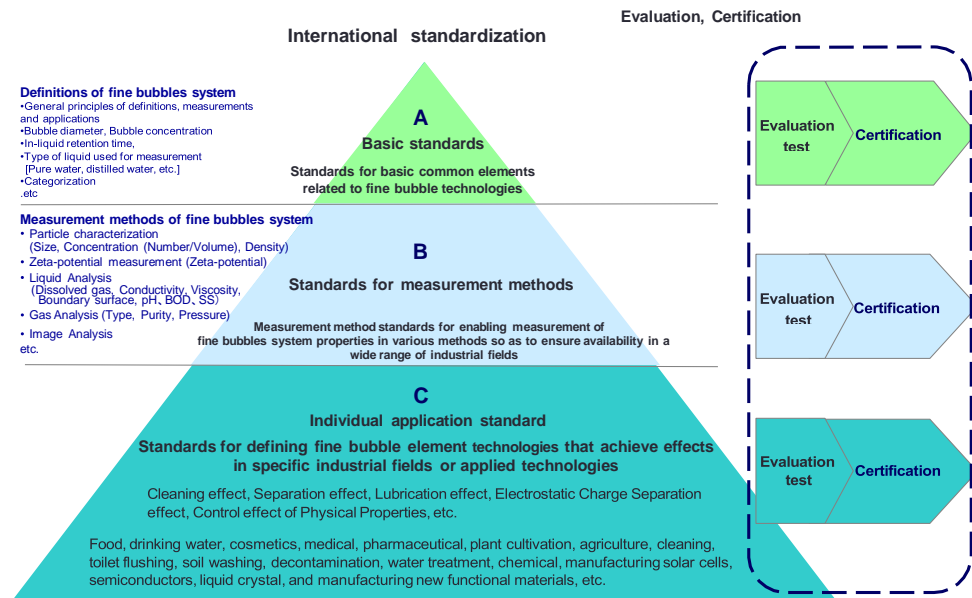 Evaluation, Certification
International standardization
Definitions of fine bubbles system
•General principles of definitions, measurements
and applications
•Bubble diameter, Bubble concentration
•In-liquid retention time,
•Type of liquid used for measurement
[Pure water, distilled water, etc.]
•Categorization
.etc
A
Basic standards
Standards for basic common elements
related to fine bubble technologies
Evaluation
test
Certification
Measurement methods of fine bubbles system
• Particle characterization
(Size, Concentration (Number/Volume), Density)
• Zeta-potential measurement (Zeta-potential)
• Liquid Analysis
(Dissolved gas, Conductivity, Viscosity,
Boundary surface, pH、BOD、SS）
• Gas Analysis (Type, Purity, Pressure)
• Image Analysis
etc.
B
Standards for measurement methods
Measurement method standards for enabling measurement of
fine bubbles system properties in various methods so as to ensure availability in a
wide range of industrial fields
Evaluation
test
Certification
C
Individual application standard
Standards for defining fine bubble element technologies that achieve effects
in specific industrial fields or applied technologies
Cleaning effect, Separation effect, Lubrication effect, Electrostatic Charge Separation
effect, Control effect of Physical Properties, etc.
Food, drinking water, cosmetics, medical, pharmaceutical, plant cultivation, agriculture, cleaning,
toilet flushing, soil washing, decontamination, water treatment, chemical, manufacturing solar cells,
semiconductors, liquid crystal, and manufacturing new functional materials, etc.
Evaluation
test
Certification